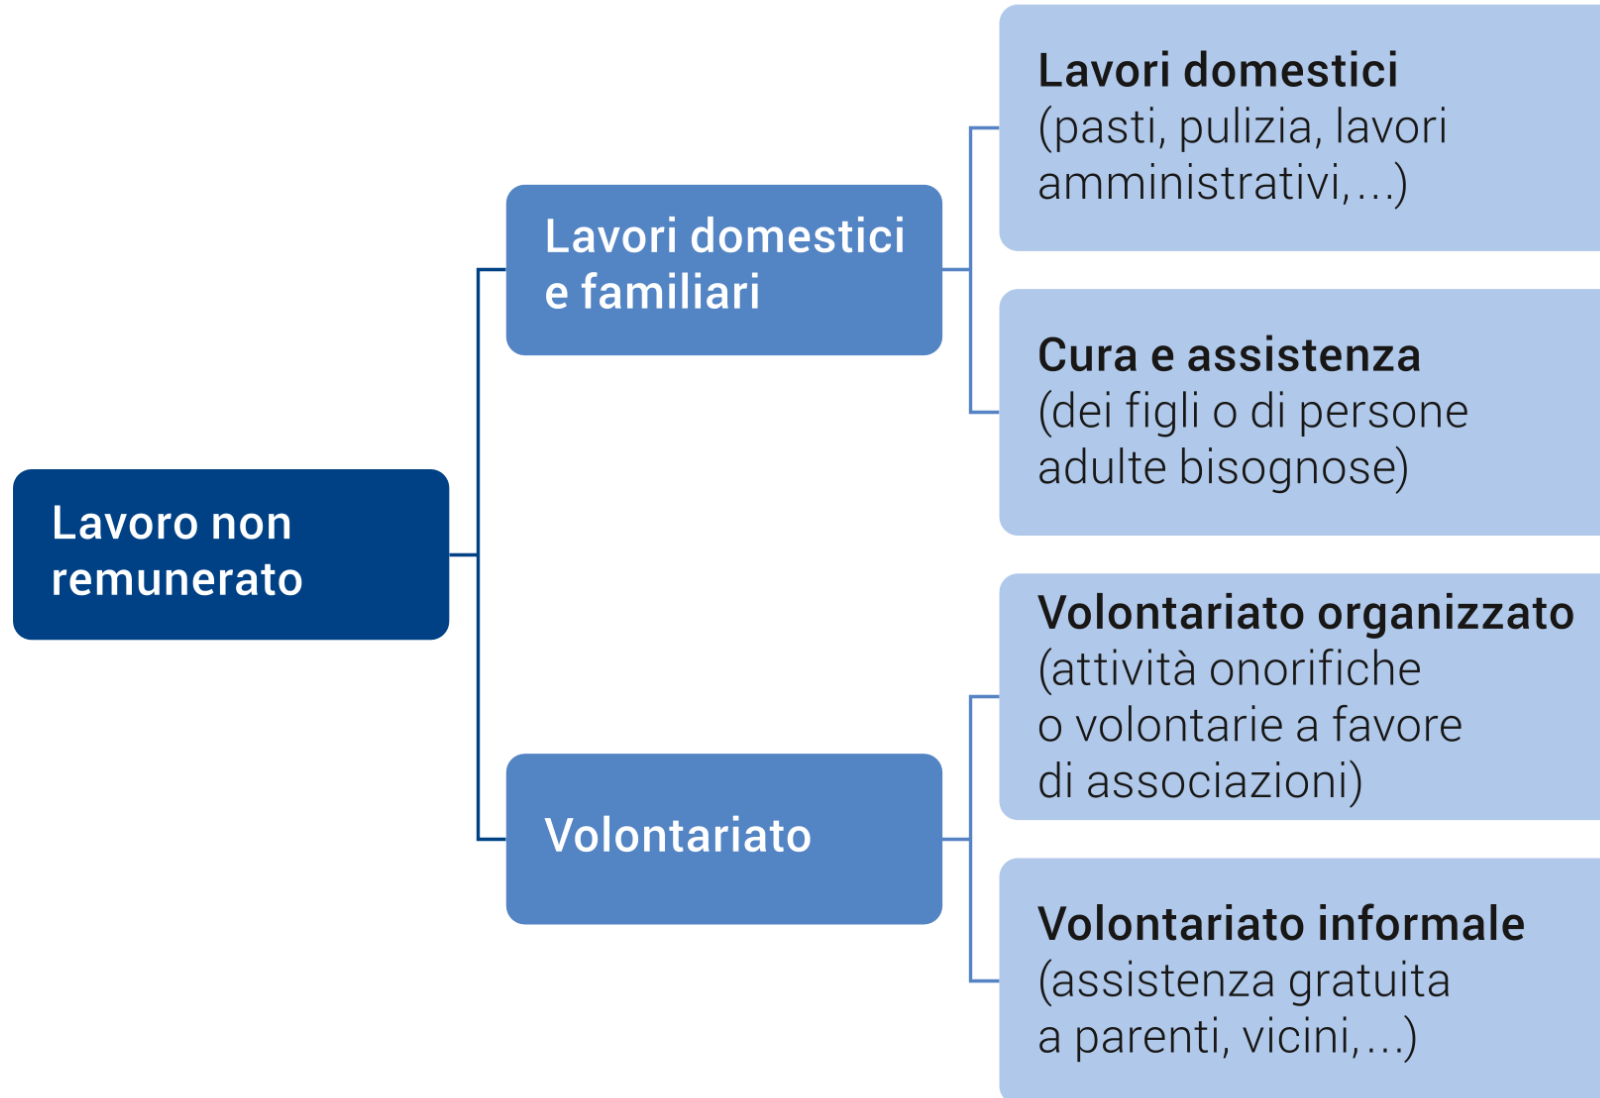 Lavoro non
remunerato
Lavori domestici
e familiari
Lavori domestici
(pasti, pulizia, lavori
amministrativi,...)
Cura e assistenza
(dei figli o di persone
adulte bisognose)
Volontariato
Volontariato organizzato
(attività onorifiche
o volontarie a favore
di associazioni)
Volontariato informale
(assistenza gratuita
a parenti, vicini,...)